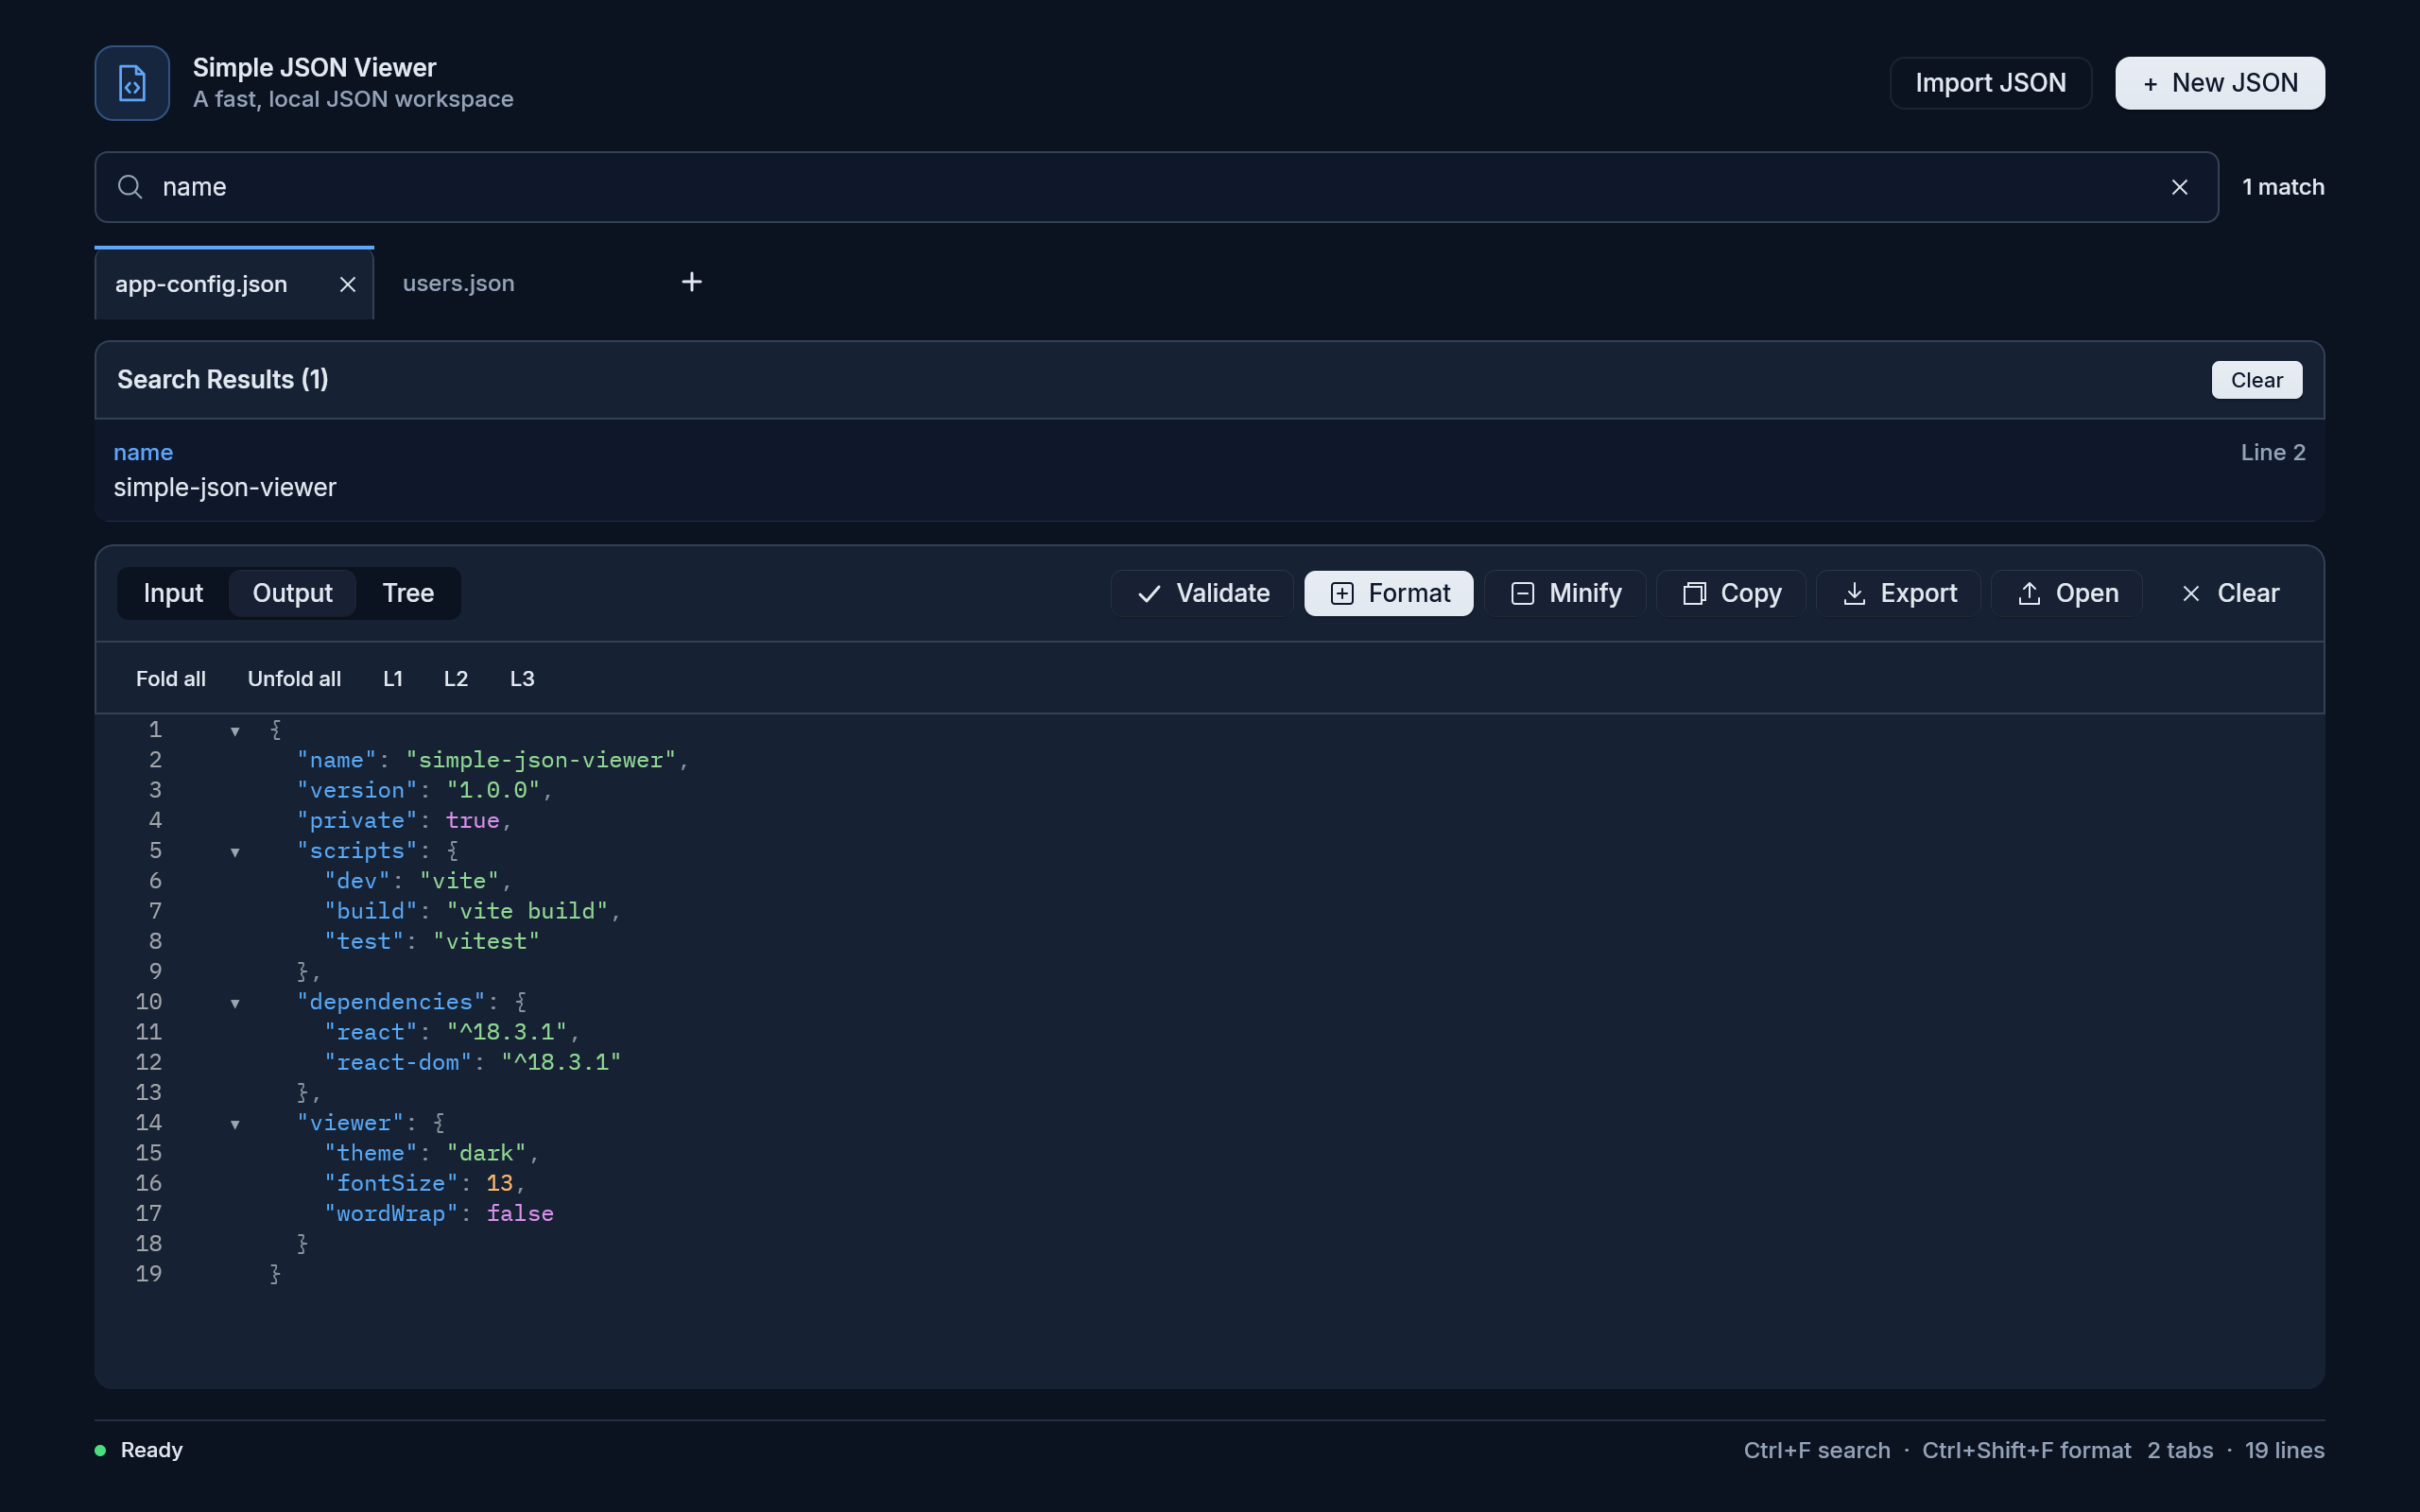 Simple JSON Viewer
A fast, local JSON workspace
Import JSON
+ New JSON
name
1 match
app-config.json
users.json
Search Results (1)
Clear
name
Line 2
simple-json-viewer
Input Output Tree
Validate Format Minify Copy Export Open Clear
Fold all Unfold all L1 L2 L3
1 {
2   "name": "simple-json-viewer",
3   "version": "1.0.0",
4   "private": true,
5   "scripts": {
6     "dev": "vite",
7     "build": "vite build",
8     "test": "vitest"
9   },
10   "dependencies": {
11     "react": "^18.3.1",
12     "react-dom": "^18.3.1"
13   },
14   "viewer": {
15     "theme": "dark",
16     "fontSize": 13,
17     "wordWrap": false
18   }
19 }
Ready
Ctrl+F search · Ctrl+Shift+F format 2 tabs · 19 lines